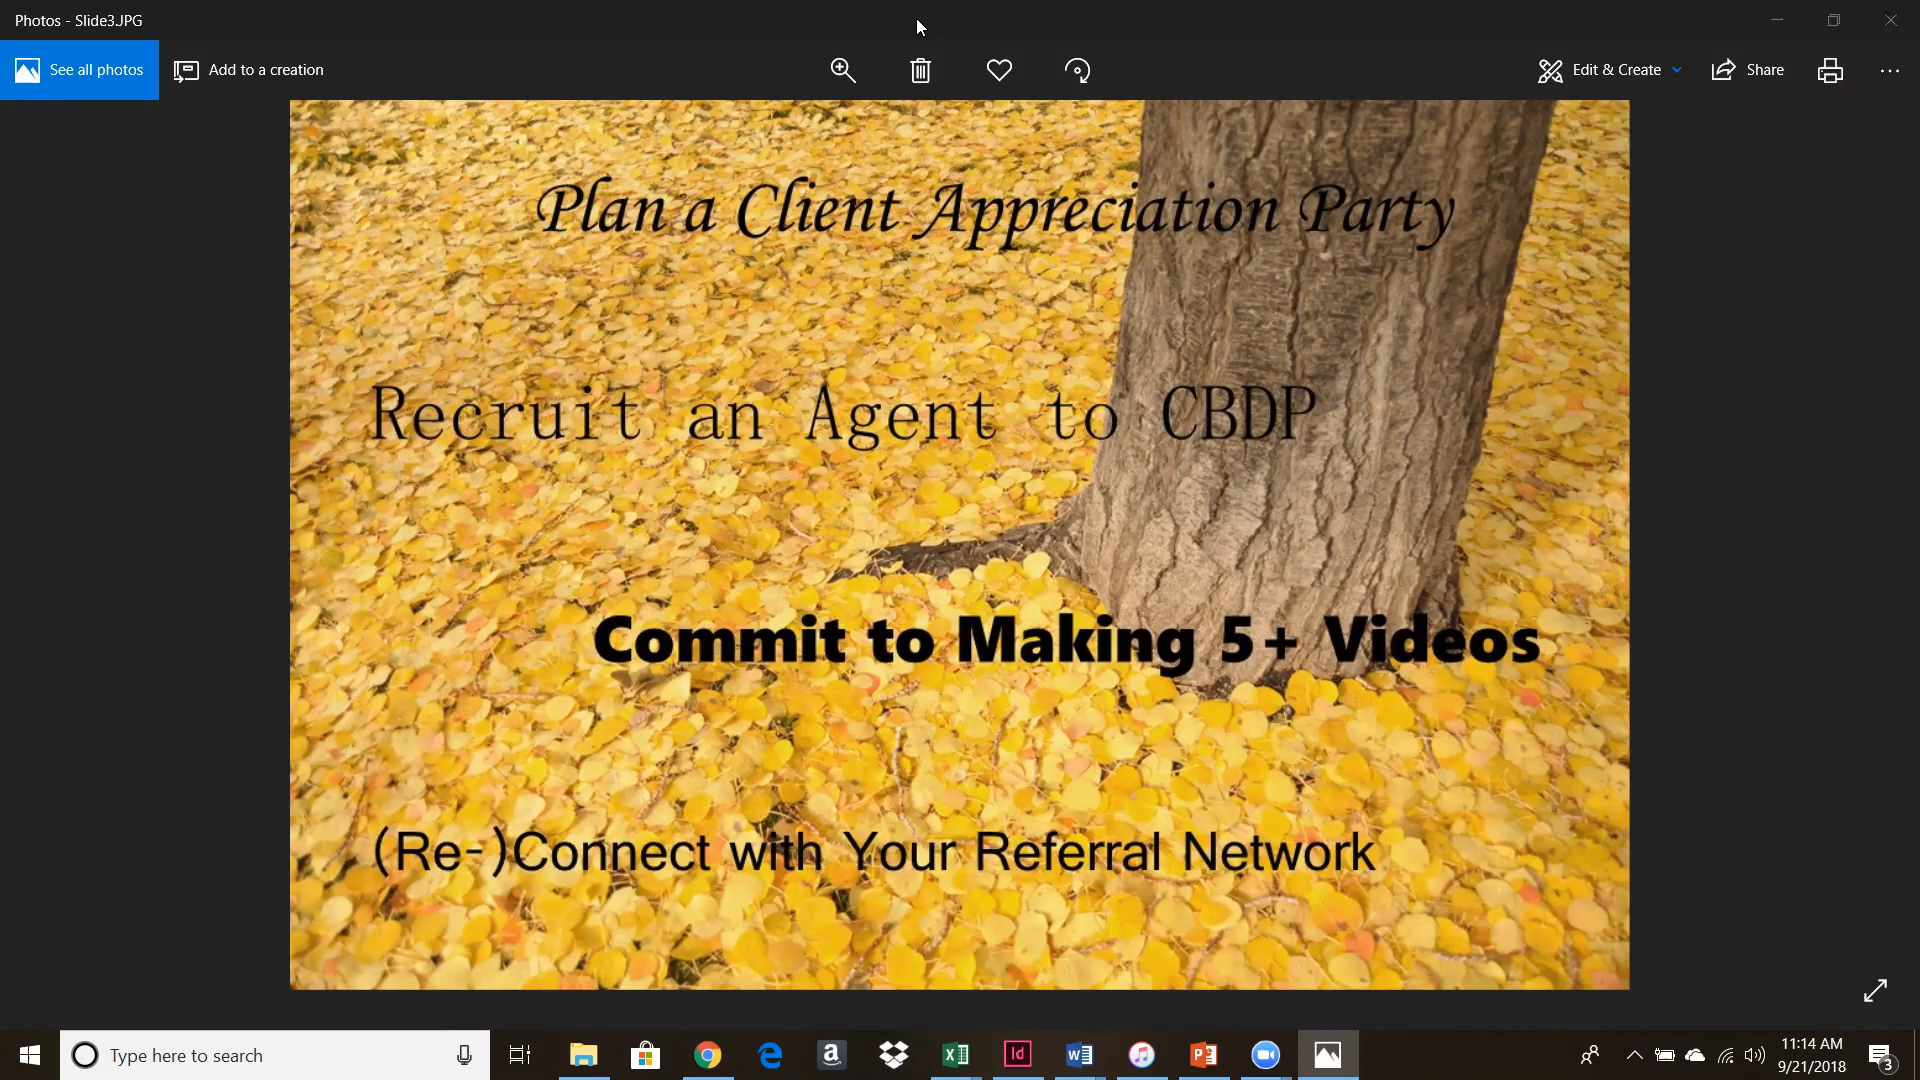 Photos - Slide3.JPG
See all photos
Add to a creation
Edit & Create
Share
Plan a Client Appreciation Party
Recruit an Agent to CBDP
Commit to Making 5+ Videos
(Re-)Connect with Your Referral Network
Type here to search
11:14 AM
9/21/2018
3